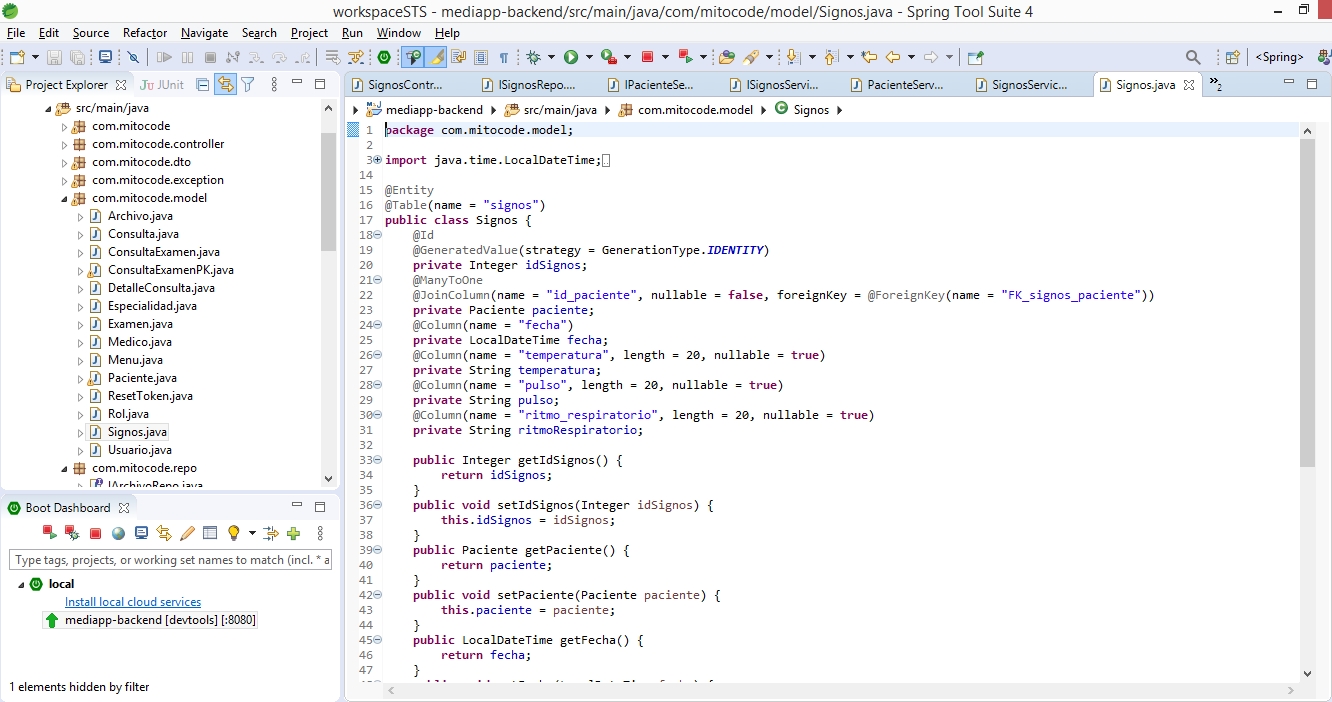 workspaceSTS - mediapp-backend/src/main/java/com/mitocode/model/Signos.java - Spring Tool Suite 4
File Edit Source Refactor Navigate Search Project Run Window Help
<Spring>
Project Explorer JUnit
src/main/java
com.mitocode
com.mitocode.controller
com.mitocode.dto
com.mitocode.exception
com.mitocode.model
Archivo.java
Consulta.java
ConsultaExamen.java
ConsultaExamenPK.java
DetalleConsulta.java
Especialidad.java
Examen.java
Medico.java
Menu.java
Paciente.java
ResetToken.java
Rol.java
Signos.java
Usuario.java
com.mitocode.repo
IArchivoRepo.java
Boot Dashboard
Type tags, projects, or working set names to match (incl. * a
local
Install local cloud services
mediapp-backend [devtools] [:8080]
1 elements hidden by filter
SignosContr... ISignosRepo.... IPacienteSe... ISignosServi... PacienteServ... SignosServic... Signos.java »2
mediapp-backend src/main/java com.mitocode.model Signos
1 package com.mitocode.model;
2
3 import java.time.LocalDateTime;
14
15 @Entity
16 @Table(name = "signos")
17 public class Signos {
18 @Id
19 @GeneratedValue(strategy = GenerationType.IDENTITY)
20 private Integer idSignos;
21 @ManyToOne
22 @JoinColumn(name = "id_paciente", nullable = false, foreignKey = @ForeignKey(name = "FK_signos_paciente"))
23 private Paciente paciente;
24 @Column(name = "fecha")
25 private LocalDateTime fecha;
26 @Column(name = "temperatura", length = 20, nullable = true)
27 private String temperatura;
28 @Column(name = "pulso", length = 20, nullable = true)
29 private String pulso;
30 @Column(name = "ritmo_respiratorio", length = 20, nullable = true)
31 private String ritmoRespiratorio;
32
33 public Integer getIdSignos() {
34 return idSignos;
35 }
36 public void setIdSignos(Integer idSignos) {
37 this.idSignos = idSignos;
38 }
39 public Paciente getPaciente() {
40 return paciente;
41 }
42 public void setPaciente(Paciente paciente) {
43 this.paciente = paciente;
44 }
45 public LocalDateTime getFecha() {
46 return fecha;
47 }